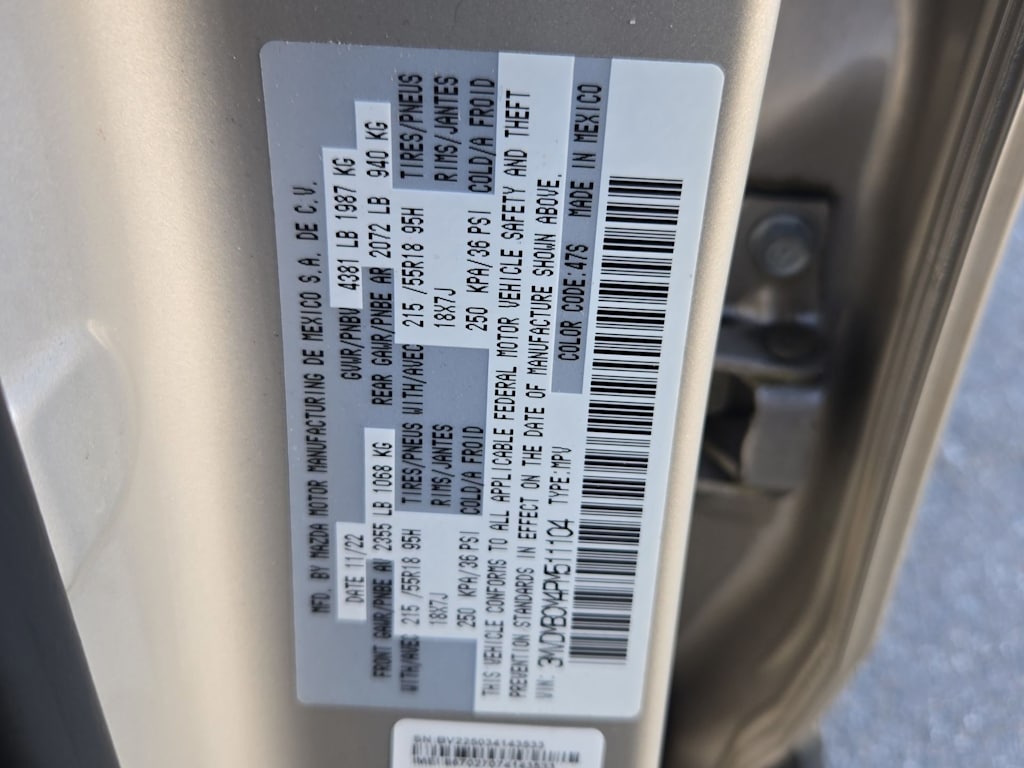 MFD. BY MAZDA MOTOR MANUFACTURING DE MEXICO S.A. DE C.V.
DATE 11/22 GVWR/PNBV 4381 LB 1987 KG
FRONT GAWR/PNBE AV 2355 LB 1068 KG REAR GAWR/PNBE AR 2072 LB 940 KG
WITH/AVEC 215 /55R18 95H TIRES/PNEUS WITH/AVEC 215 /55R18 95H TIRES/PNEUS
18X7J RIMS/JANTES 18X7J RIMS/JANTES
250 KPA/36 PSI COLD/A FROID 250 KPA/36 PSI COLD/A FROID
THIS VEHICLE CONFORMS TO ALL APPLICABLE FEDERAL MOTOR VEHICLE SAFETY AND THEFT
PREVENTION STANDARDS IN EFFECT ON THE DATE OF MANUFACTURE SHOWN ABOVE.
VIN: TYPE:MPV COLOR CODE:47S MADE IN MEXICO
SN:
IMEI: